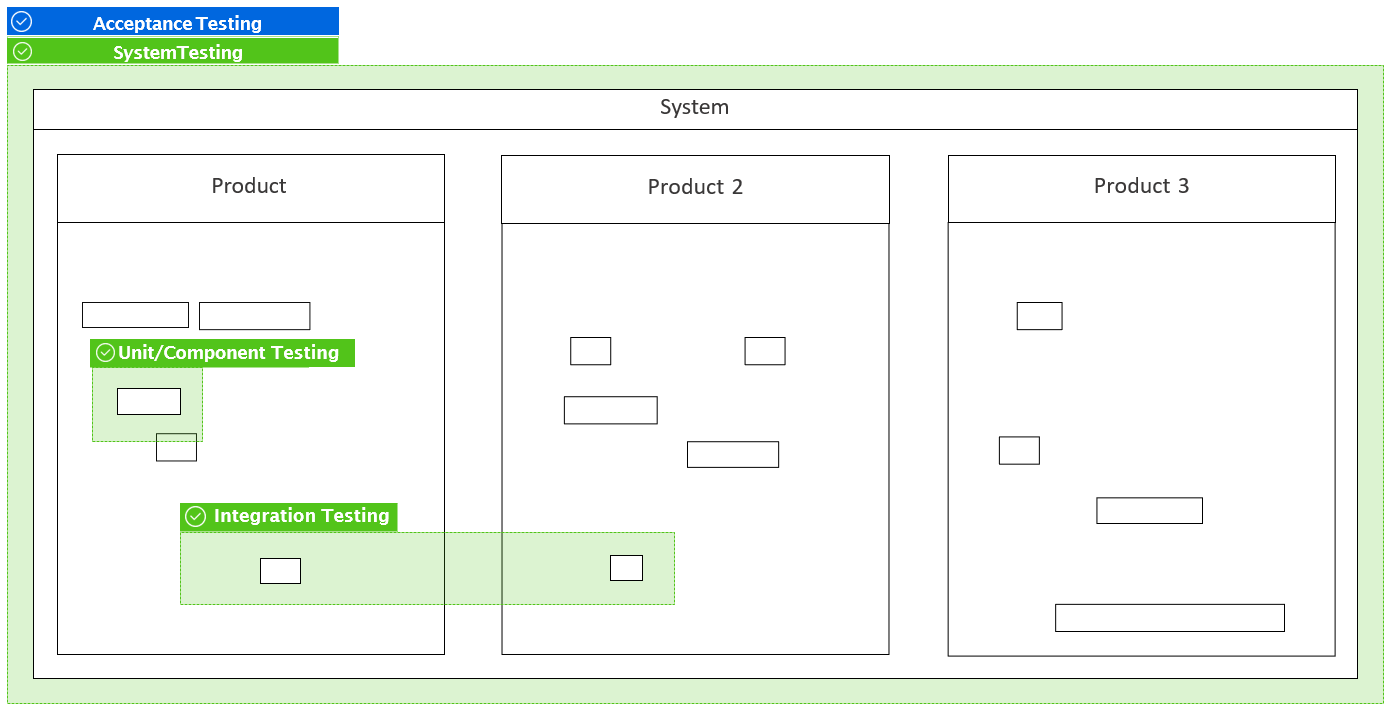 Acceptance Testing
SystemTesting
System
Product
Product 2
Product 3
Unit/Component Testing
Integration Testing